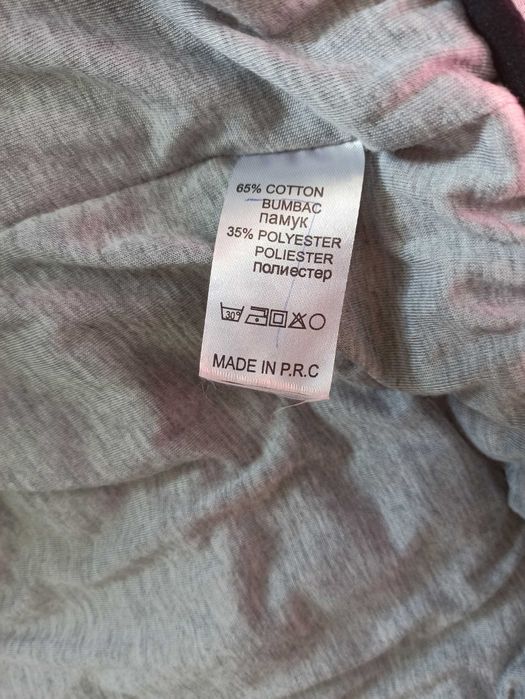 65% COTTON
BUMBAC
памук
35% POLYESTER
POLIESTER
полиестер
30°
MADE IN P.R.C